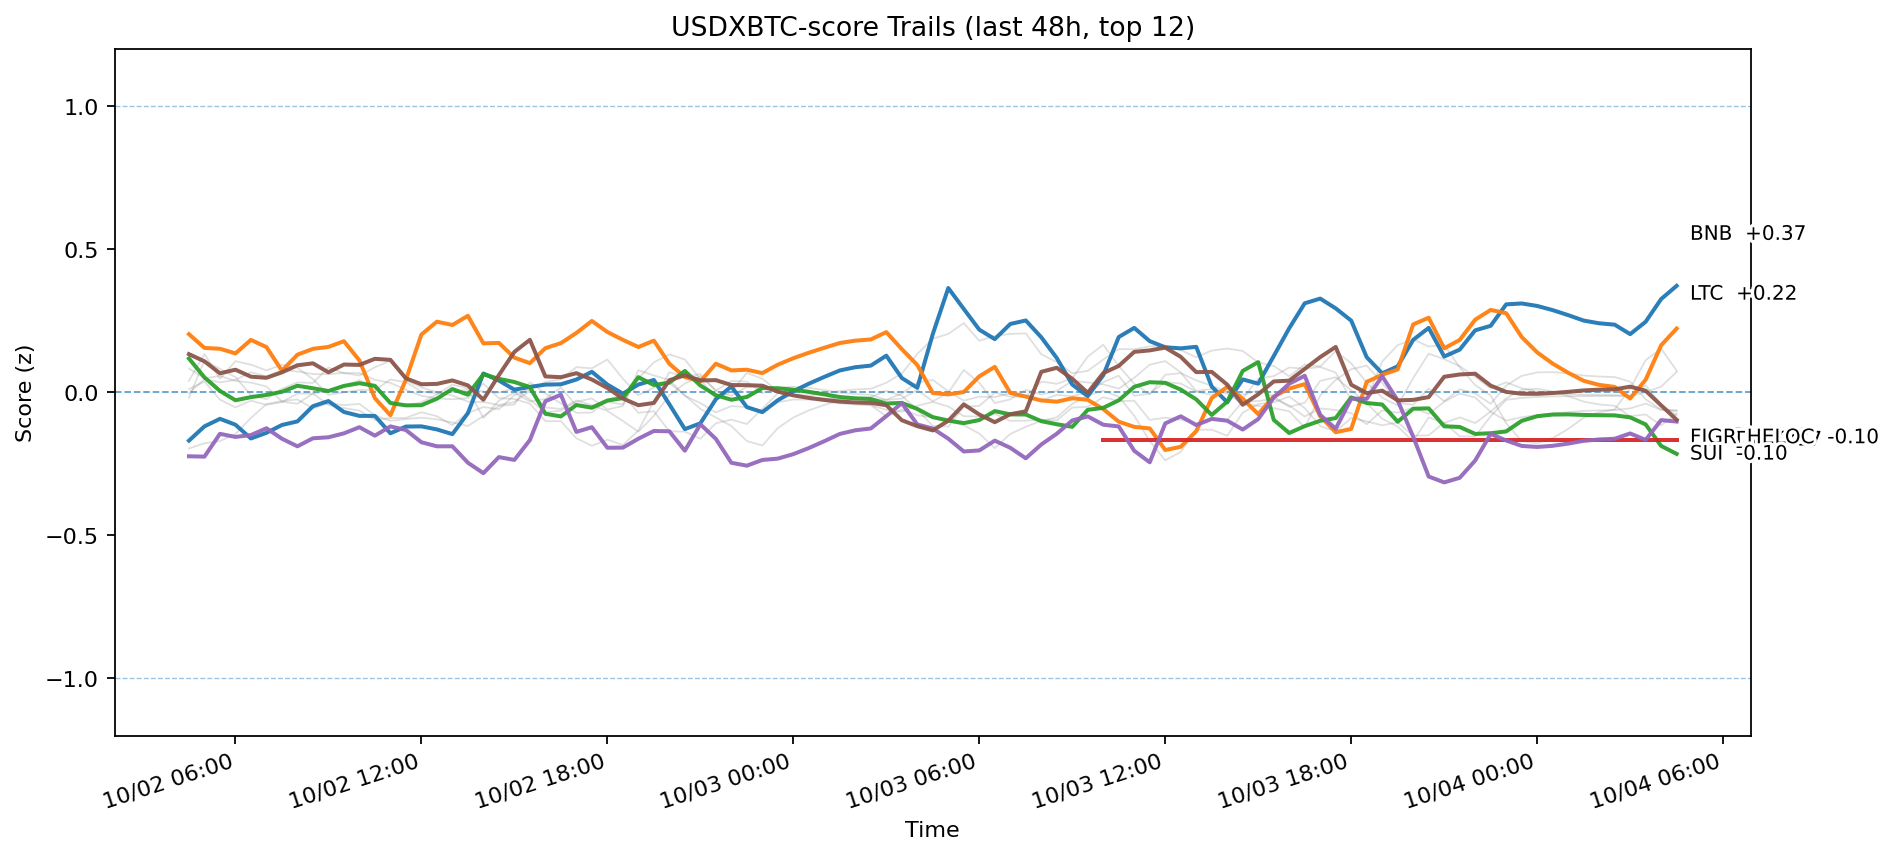 USDXBTC-score Trails (last 48h, top 12)
1.0
0.5
0.0
−0.5
−1.0
Score (z)
BNB +0.37
LTC +0.22
-0.10
SUI -0.10
10/02 06:00
10/02 12:00
10/02 18:00
10/03 00:00
10/03 06:00
10/03 12:00
10/03 18:00
10/04 00:00
10/04 06:00
Time